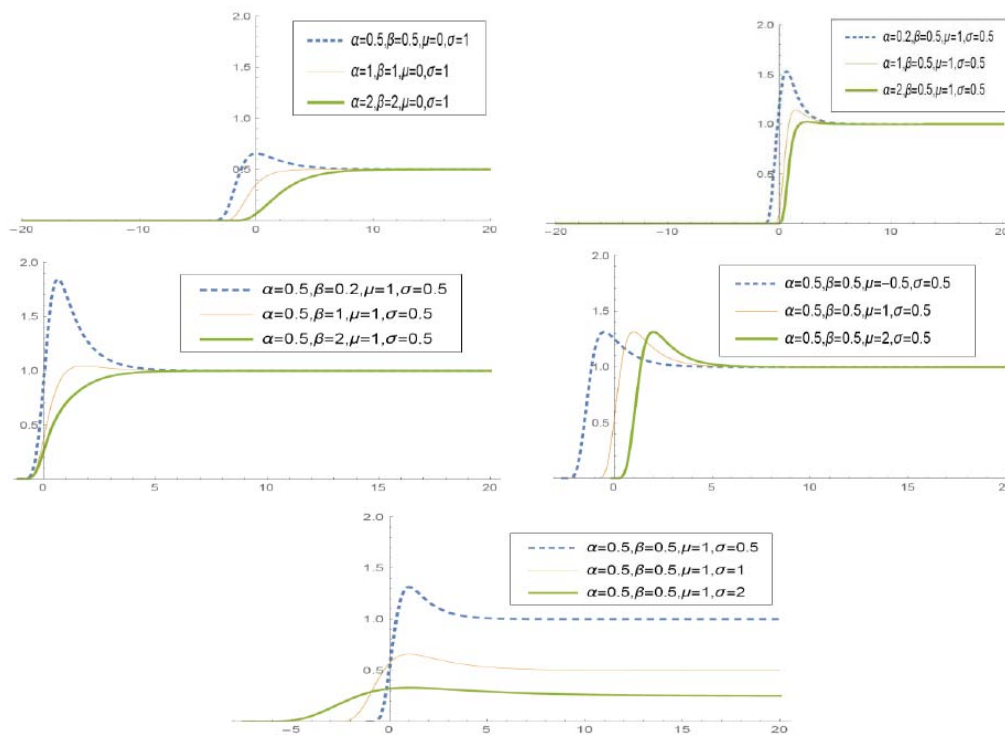 2.0
1.5
1.0
0.5
α=0.5,β=0.5,μ=0,σ=1
α=1,β=1,μ=0,σ=1
α=2,β=2,μ=0,σ=1
−20 −10 0 10 20
2.0
1.5
1.0
0.5
α=0.2,β=0.5,μ=1,σ=0.5
α=1,β=0.5,μ=1,σ=0.5
α=2,β=0.5,μ=1,σ=0.5
−20 −10 0 10 20
2.0
1.5
1.0
0.5
α=0.5,β=0.2,μ=1,σ=0.5
α=0.5,β=1,μ=1,σ=0.5
α=0.5,β=2,μ=1,σ=0.5
0 5 10 15 20
2.0
1.5
1.0
0.5
α=0.5,β=0.5,μ=−0.5,σ=0.5
α=0.5,β=0.5,μ=1,σ=0.5
α=0.5,β=0.5,μ=2,σ=0.5
0 5 10 15 20
2.0
1.5
1.0
0.5
α=0.5,β=0.5,μ=1,σ=0.5
α=0.5,β=0.5,μ=1,σ=1
α=0.5,β=0.5,μ=1,σ=2
−5 0 5 10 15 20